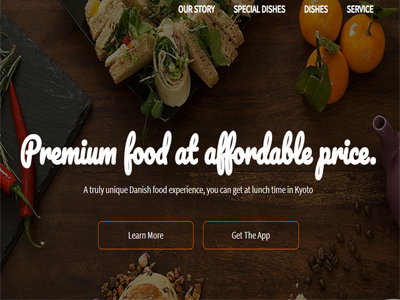 OUR STORY SPECIAL DISHES DISHES SERVICE
Premium food at affordable price.
A truly unique Danish food experience, you can get at lunch time in Kyoto
Learn More Get The App